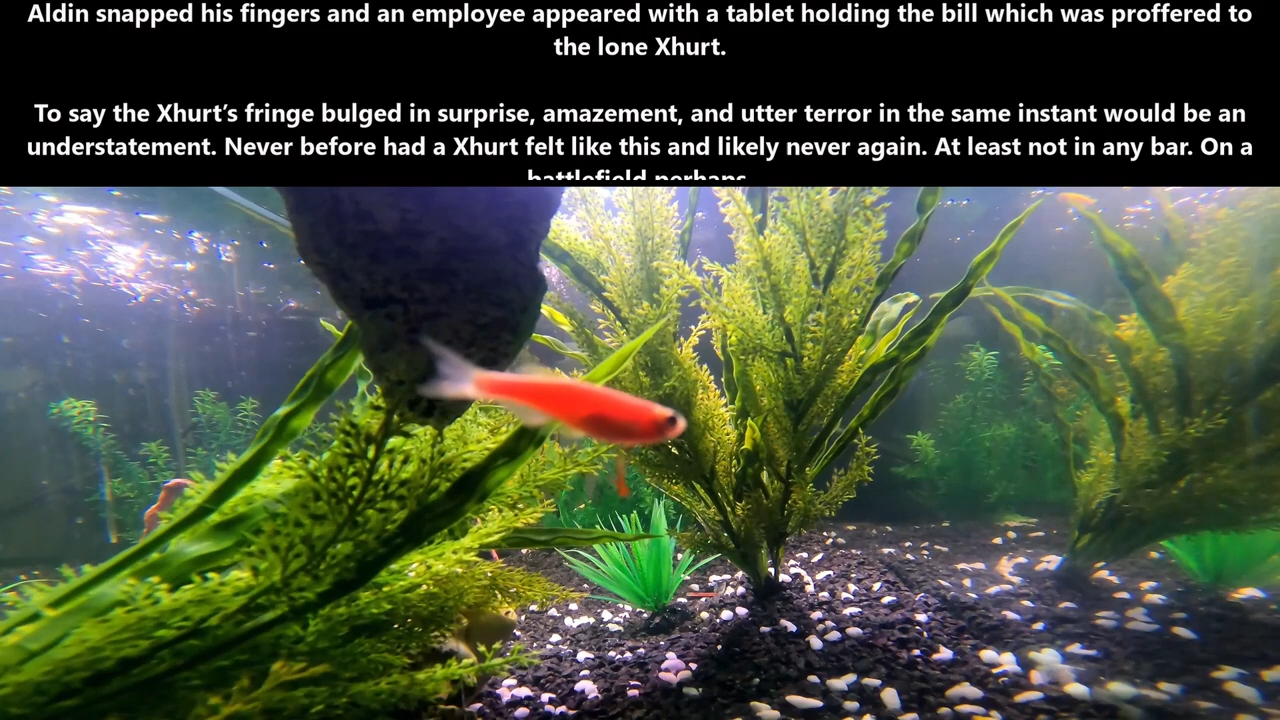 Aldin snapped his fingers and an employee appeared with a tablet holding the bill which was proffered to
the lone Xhurt.
To say the Xhurt’s fringe bulged in surprise, amazement, and utter terror in the same instant would be an
understatement. Never before had a Xhurt felt like this and likely never again. At least not in any bar. On a
battlefield perhaps